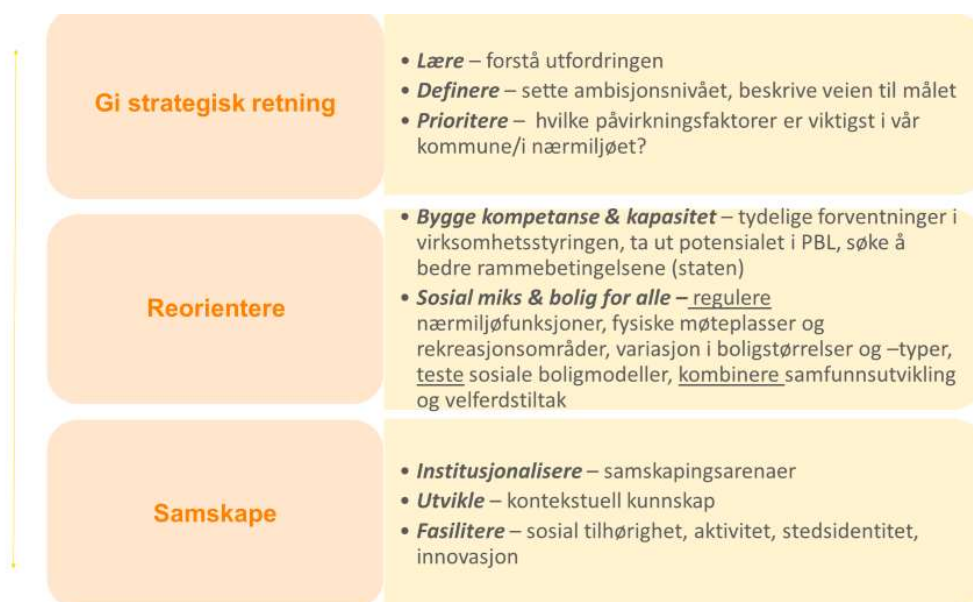 Gi strategisk retning
• Lære – forstå utfordringen
• Definere – sette ambisjonsnivået, beskrive veien til målet
• Prioritere – hvilke påvirkningsfaktorer er viktigst i vår
kommune/i nærmiljøet?
Reorientere
• Bygge kompetanse & kapasitet – tydelige forventninger i
virksomhetsstyringen, ta ut potensialet i PBL, søke å
bedre rammebetingelsene (staten)
• Sosial miks & bolig for alle – regulere
nærmiljøfunksjoner, fysiske møteplasser og
rekreasjonsområder, variasjon i boligstørrelser og –typer,
teste sosiale boligmodeller, kombinere samfunnsutvikling
og velferdstiltak
Samskape
• Institusjonalisere – samskapingsarenaer
• Utvikle – kontekstuell kunnskap
• Fasilitere – sosial tilhørighet, aktivitet, stedsidentitet,
innovasjon